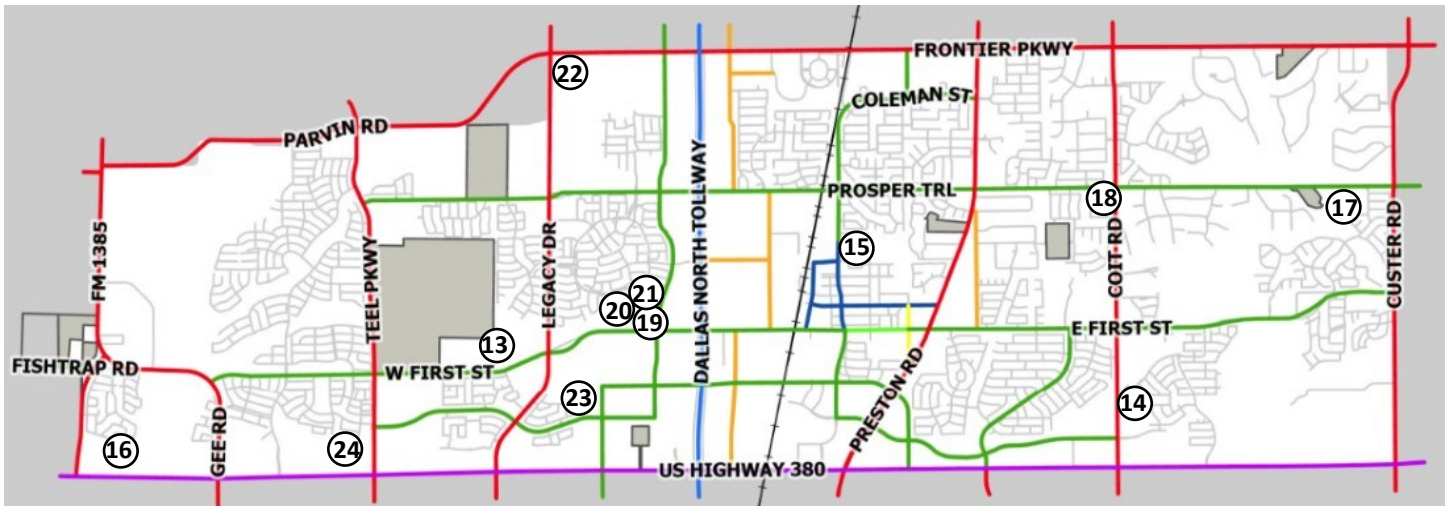 FRONTIER PKWY
22
COLEMAN ST
PARVIN RD
PROSPER TRL
18
17
FM 1385
TEEL PKWY
LEGACY DR
DALLAS NORTH TOLLWAY
15
COIT RD
CUSTER RD
21
20
19
E FIRST ST
13
FISHTRAP RD
W FIRST ST
PRESTON RD
23
14
16
GEE RD
24
US HIGHWAY 380